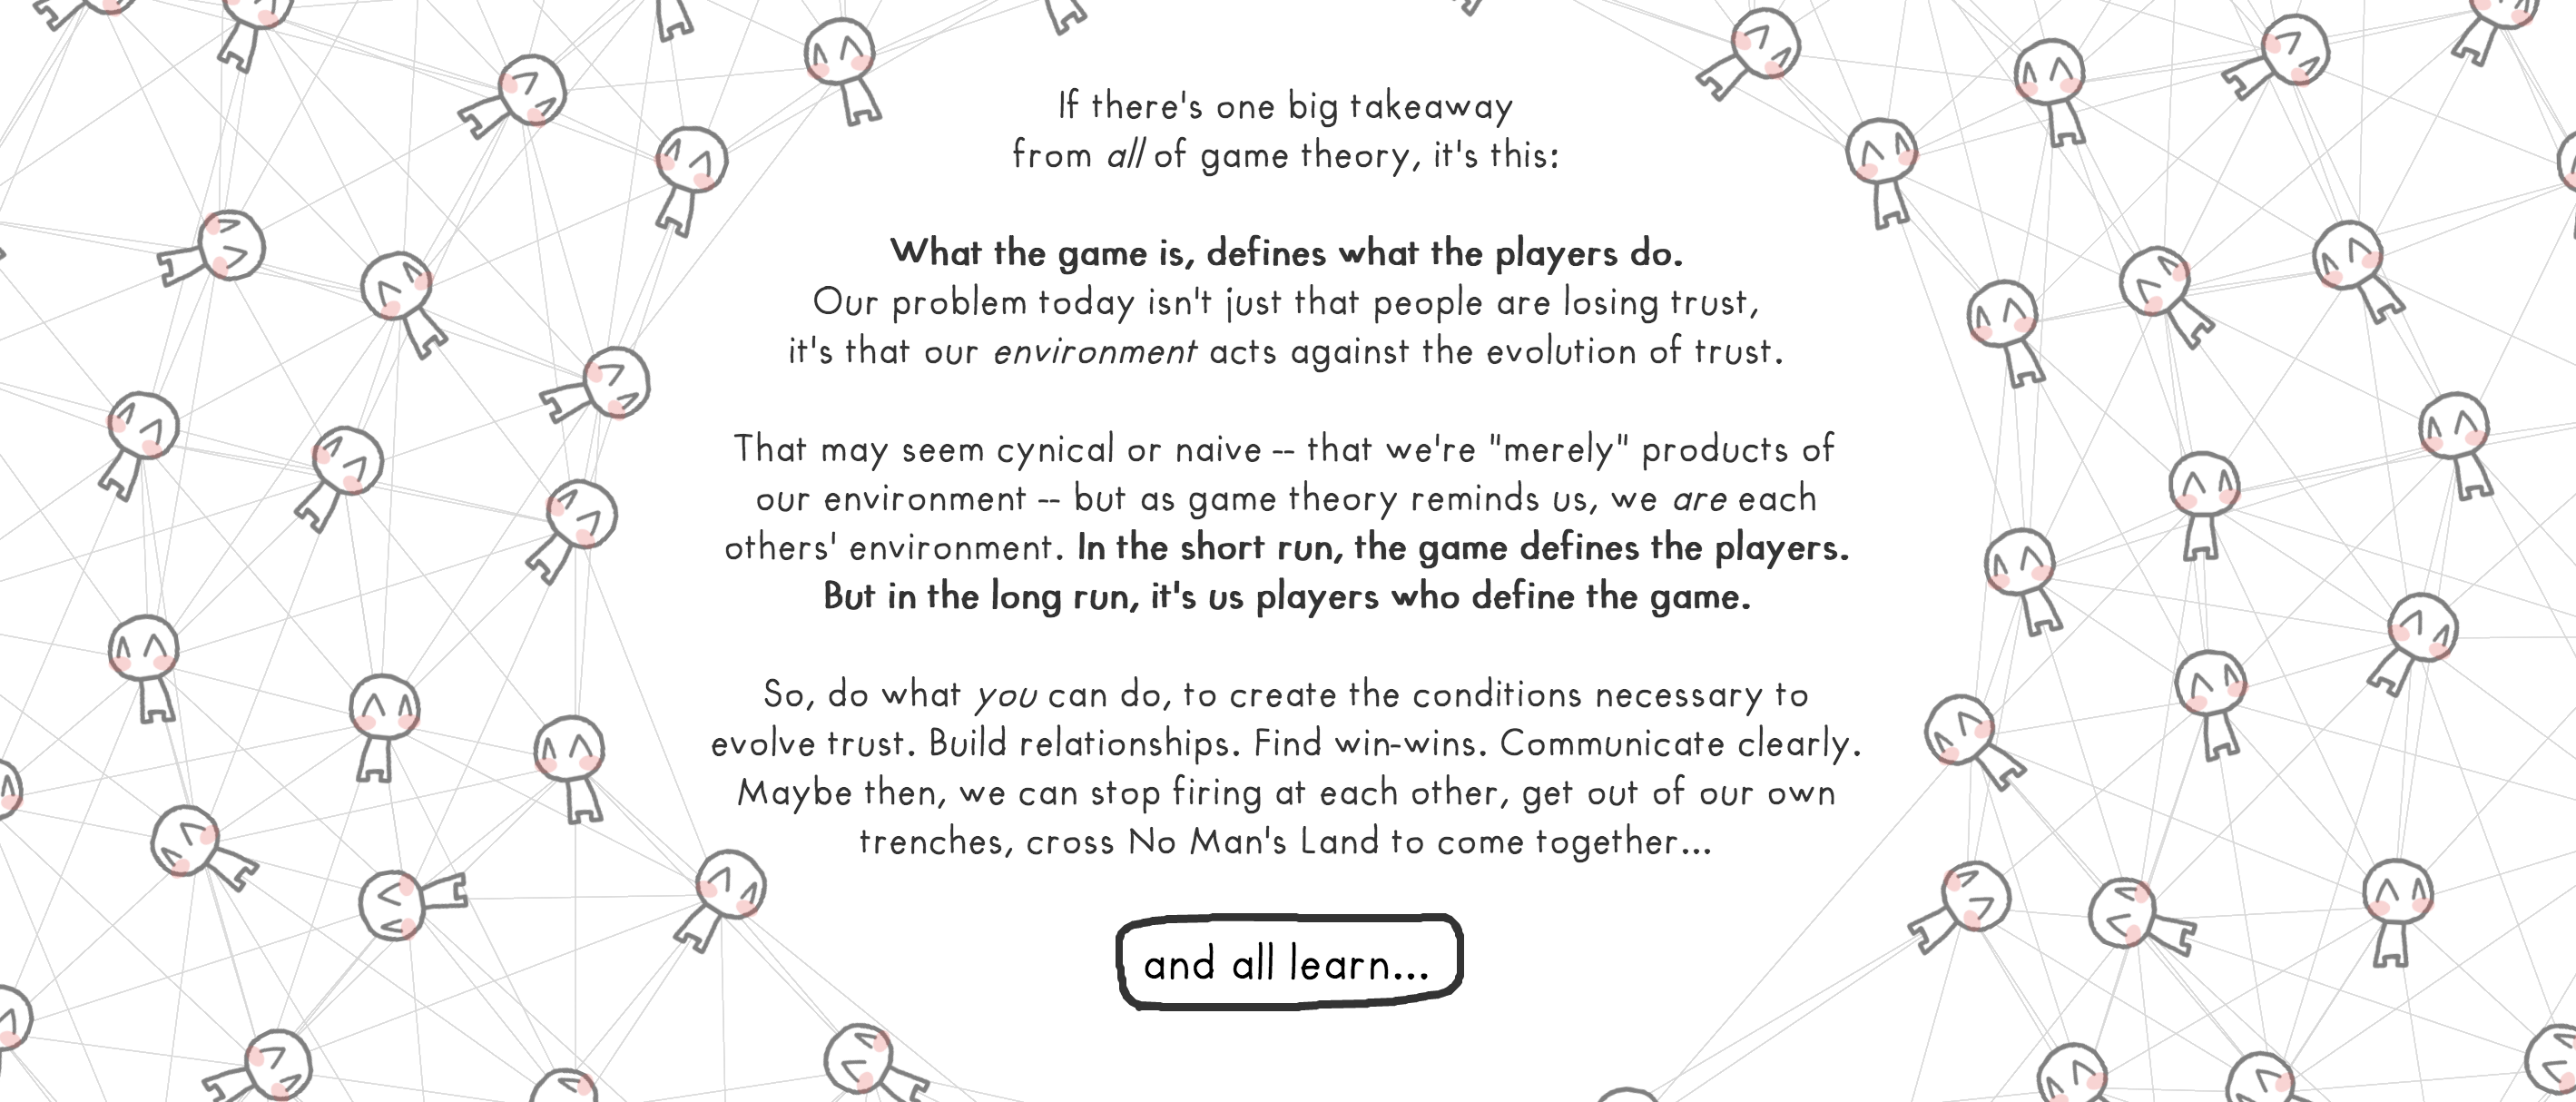 If there's one big takeaway
from all of game theory, it's this:
What the game is, defines what the players do.
Our problem today isn't just that people are losing trust,
it's that our environment acts against the evolution of trust.
That may seem cynical or naive -- that we're "merely" products of
our environment -- but as game theory reminds us, we are each
others' environment. In the short run, the game defines the players.
But in the long run, it's us players who define the game.
So, do what you can do, to create the conditions necessary to
evolve trust. Build relationships. Find win-wins. Communicate clearly.
Maybe then, we can stop firing at each other, get out of our own
trenches, cross No Man's Land to come together...
and all learn...